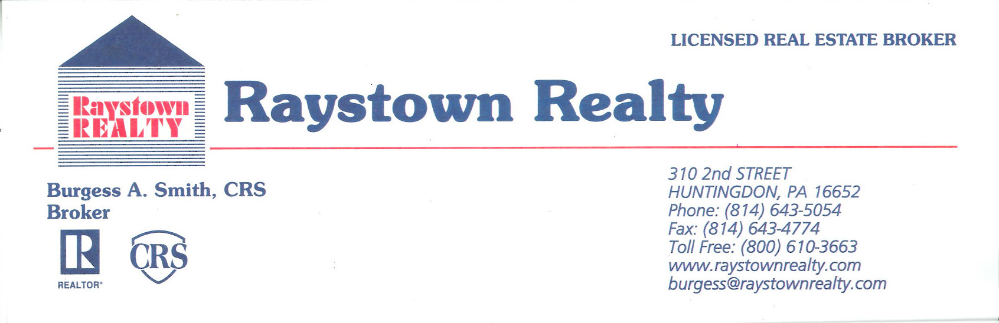 LICENSED REAL ESTATE BROKER
Raystown
REALTY
Raystown Realty
Burgess A. Smith, CRS
Broker
R
REALTOR®
CRS
310 2nd STREET
HUNTINGDON, PA 16652
Phone: (814) 643-5054
Fax: (814) 643-4774
Toll Free: (800) 610-3663
www.raystownrealty.com
burgess@raystownrealty.com